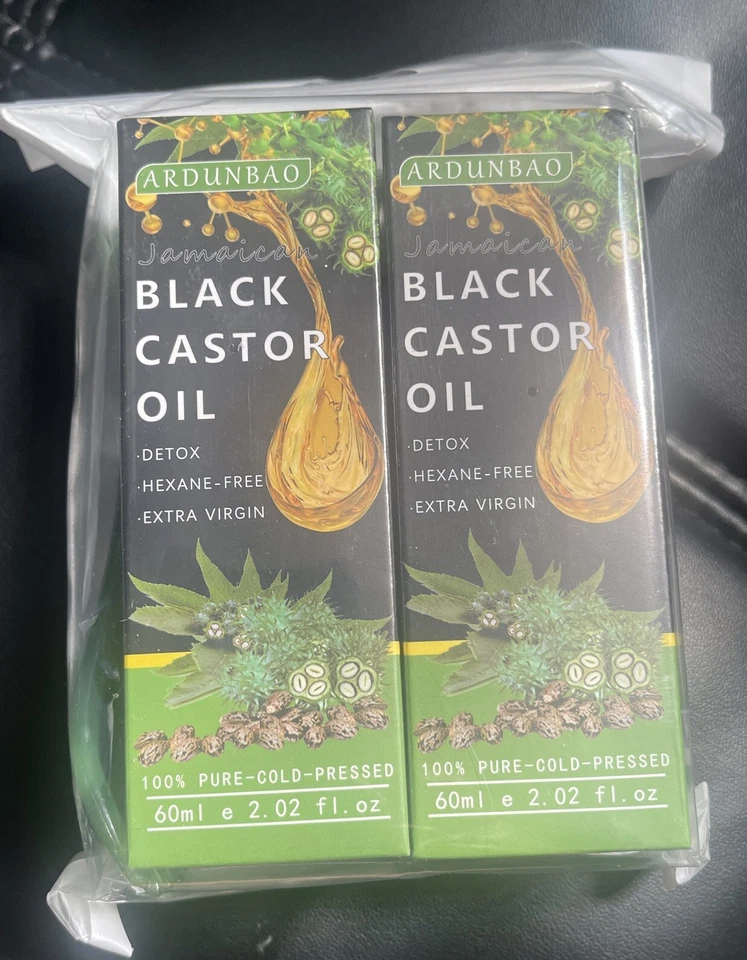 ARDUNBAO
Jamaican
BLACK
CASTOR
OIL
·DETOX
·HEXANE-FREE
·EXTRA VIRGIN
100% PURE-COLD-PRESSED
60ml e 2.02 fl.oz
ARDUNBAO
Jamaican
BLACK
CASTOR
OIL
·DETOX
·HEXANE-FREE
·EXTRA VIRGIN
100% PURE-COLD-PRESSED
60ml e 2.02 fl.oz